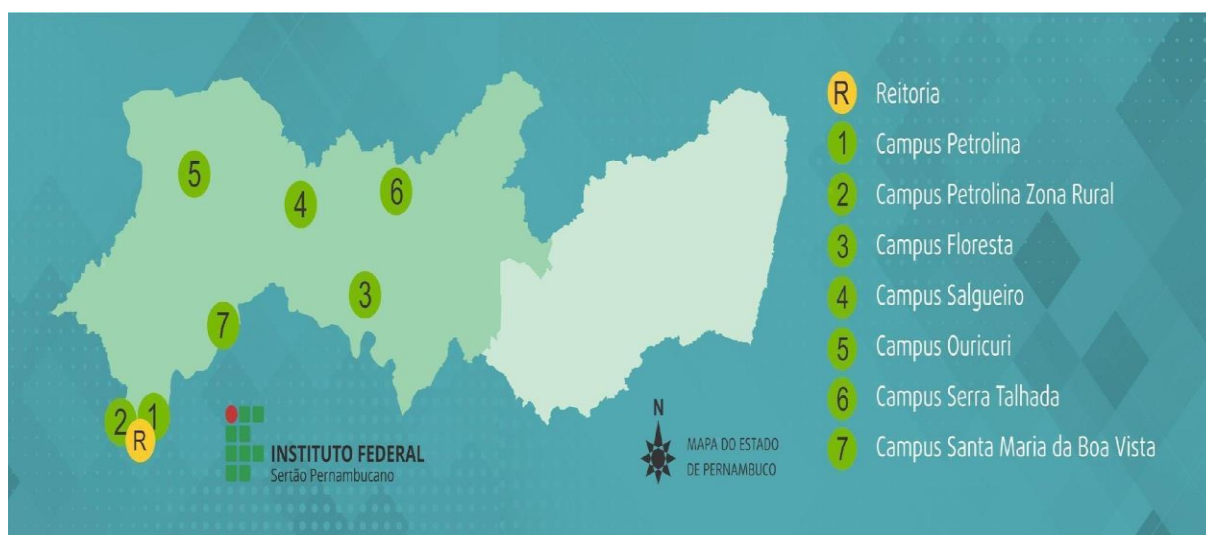 5
4
6
3
7
2
1
R
INSTITUTO FEDERAL
Sertão Pernambucano
N
MAPA DO ESTADO
DE PERNAMBUCO
R Reitoria
1 Campus Petrolina
2 Campus Petrolina Zona Rural
3 Campus Floresta
4 Campus Salgueiro
5 Campus Ouricuri
6 Campus Serra Talhada
7 Campus Santa Maria da Boa Vista